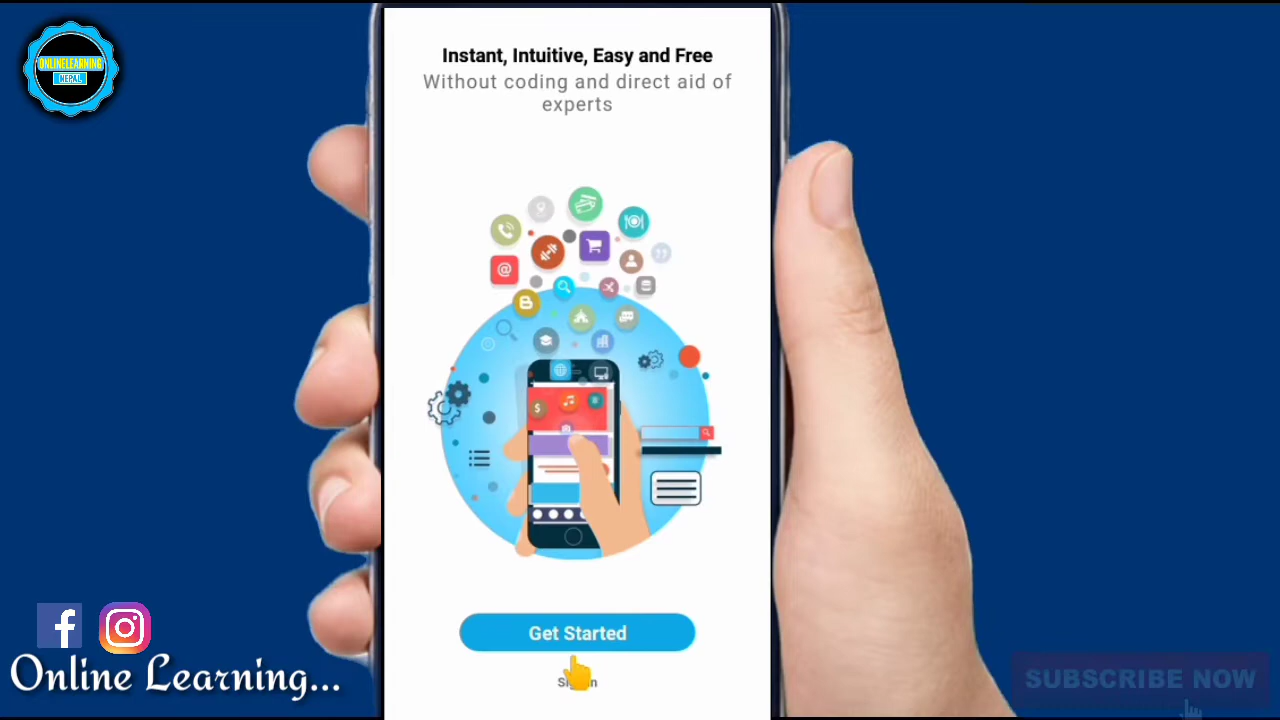 ONLINELEARNING
NEPAL
Instant, Intuitive, Easy and Free
Without coding and direct aid of
experts
Get Started
Online Learning...
SUBSCRIBE NOW